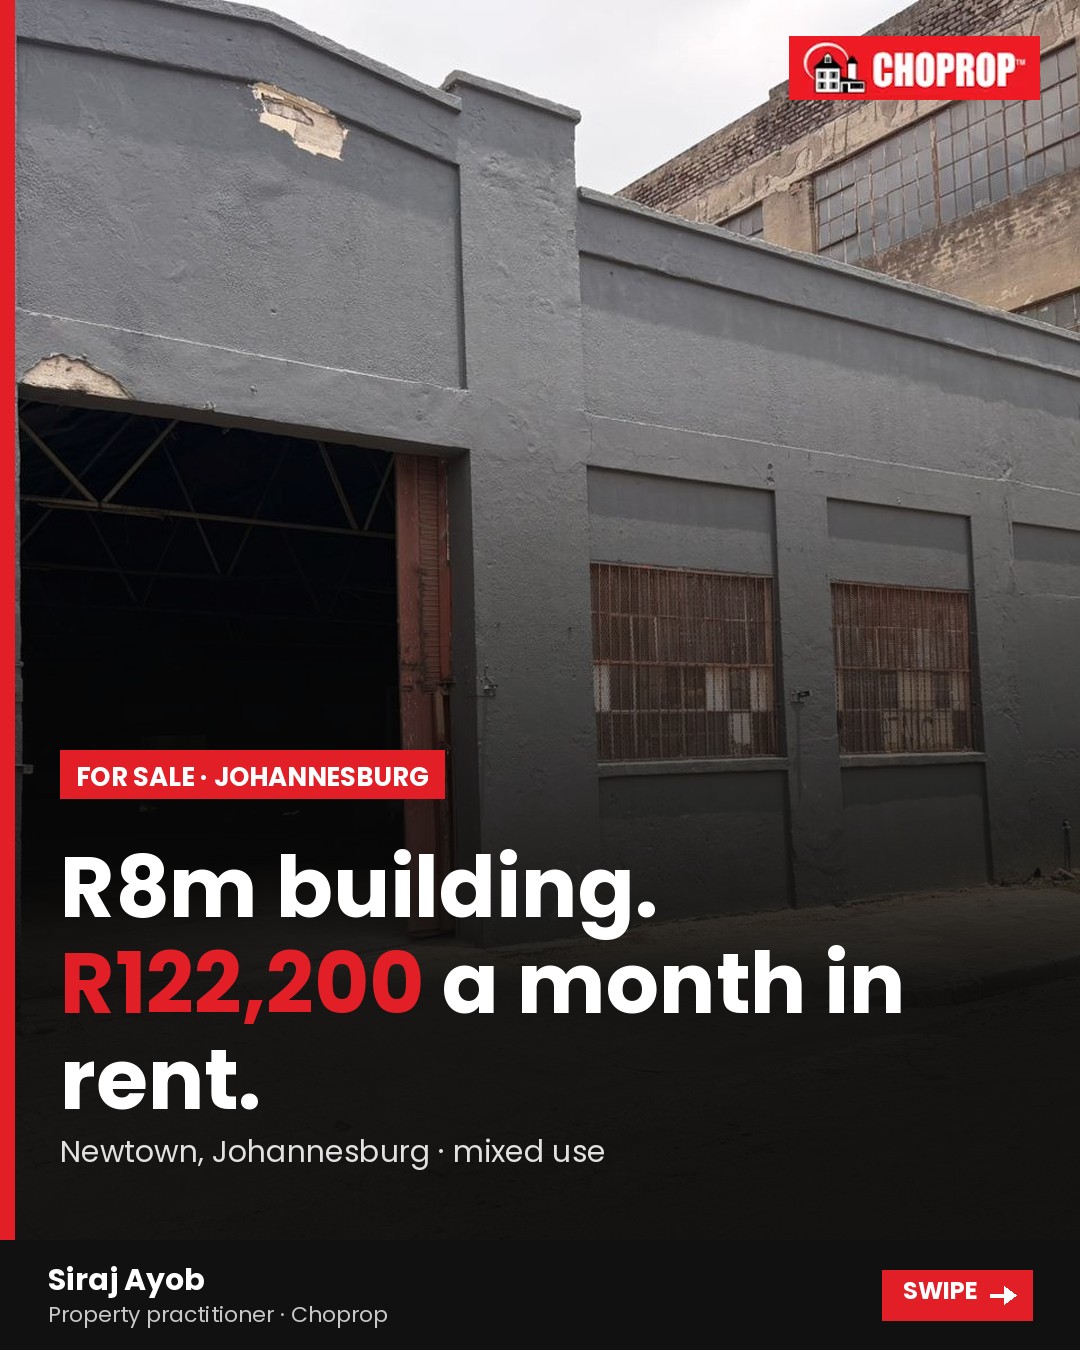 CHOPROP™
FOR SALE · JOHANNESBURG
R8m building.
R122,200 a month in
rent.
Newtown, Johannesburg · mixed use
Siraj Ayob
Property practitioner · Choprop
SWIPE →